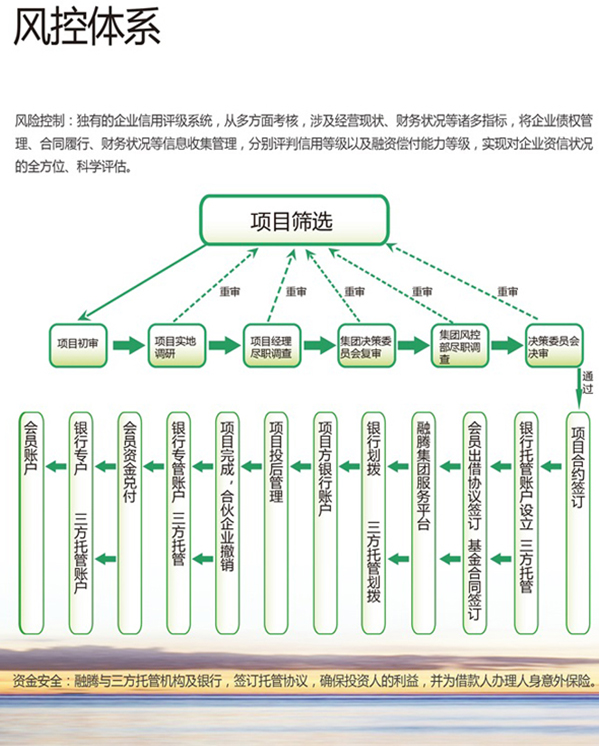 风控体系
风险控制：独有的企业信用评级系统，从多方面考核，涉及经营现状、财务状况等诸多指标，将企业债权管
理、合同履行、财务状况等信息收集管理，分别评判信用等级以及融资偿付能力等级，实现对企业资信状况
的全方位、科学评估。
项目筛选
重审
重审
重审
重审
重审
项目初审
项目实地
调研
项目经理
尽职调查
集团决策委
员会复审
集团风控
部尽职调
查
决策委员会
决审
通过
会员账户
银行专户
三方托管账户
会员资金兑付
银行专管账户
三方托管
项目完成，合伙企业撤销
项目投后管理
项目方银行账户
银行划拨
三方托管划拨
融腾集团服务平台
会员出借协议签订
基金合同签订
银行托管账户设立
三方托管
项目合约签订
资金安全：融腾与三方托管机构及银行，签订托管协议，确保投资人的利益，并为借款人办理人身意外保险。